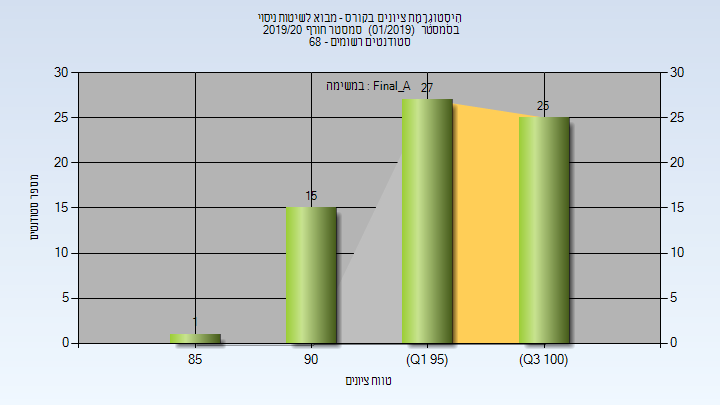 היסטוגרמת ציונים בקורס - מבוא לשיטות ניסוי
בסמסטר (01/2019) סמסטר חורף 2019/20
סטודנטים רשומים - 68
במשימה : Final_A
מספר סטודנטים
30
25
20
15
10
5
0
30
25
20
15
10
5
0
1
15
27
25
85
90
(Q1 95)
(Q3 100)
טווח ציונים